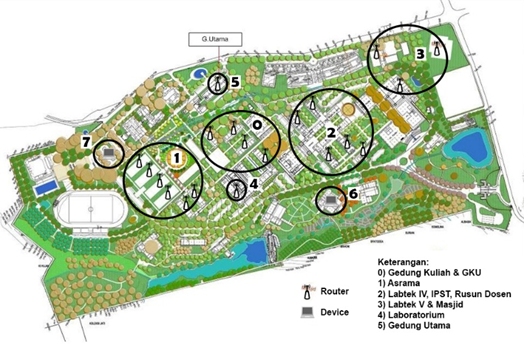 G.Utama
3
5
0
7
2
1
4
6
Keterangan:
0) Gedung Kuliah & GKU
1) Asrama
2) Labtek IV, IPST, Rusun Dosen
3) Labtek V & Masjid
4) Laboratorium
5) Gedung Utama
Router
Device